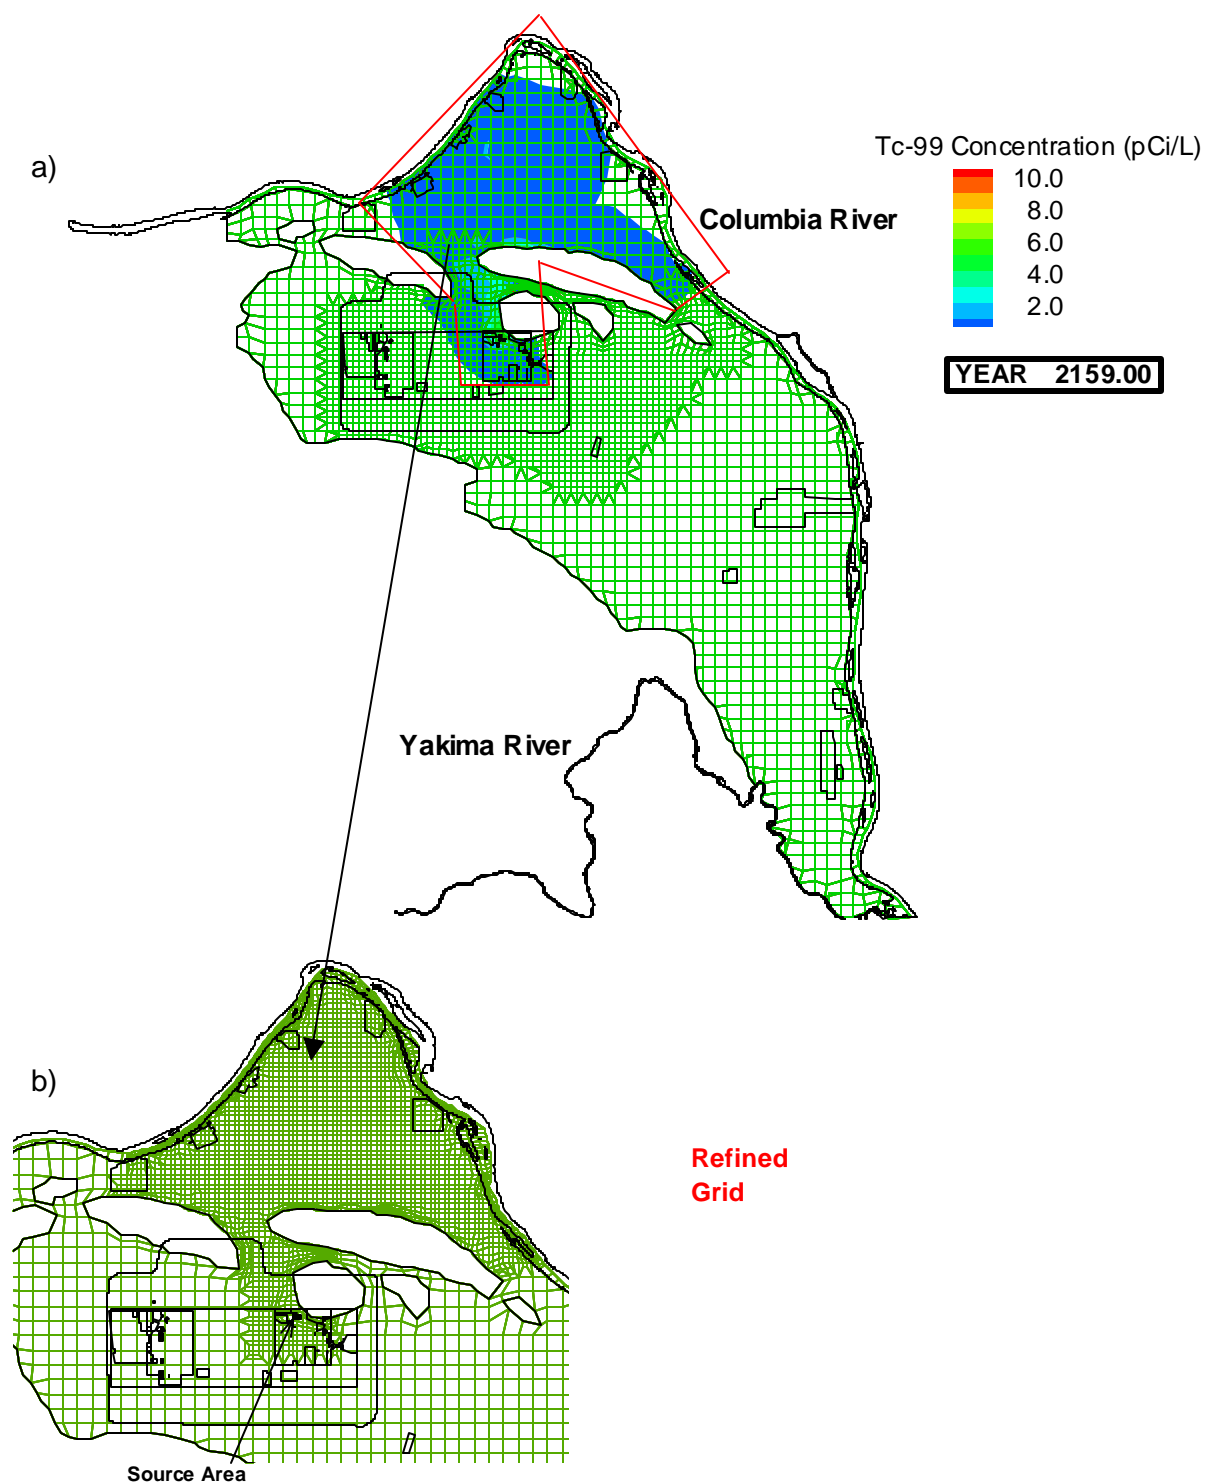 a)
Tc-99 Concentration (pCi/L)
10.0
8.0
6.0
4.0
2.0
Columbia River
YEAR 2159.00
Yakima River
b)
Refined
Grid
Source Area